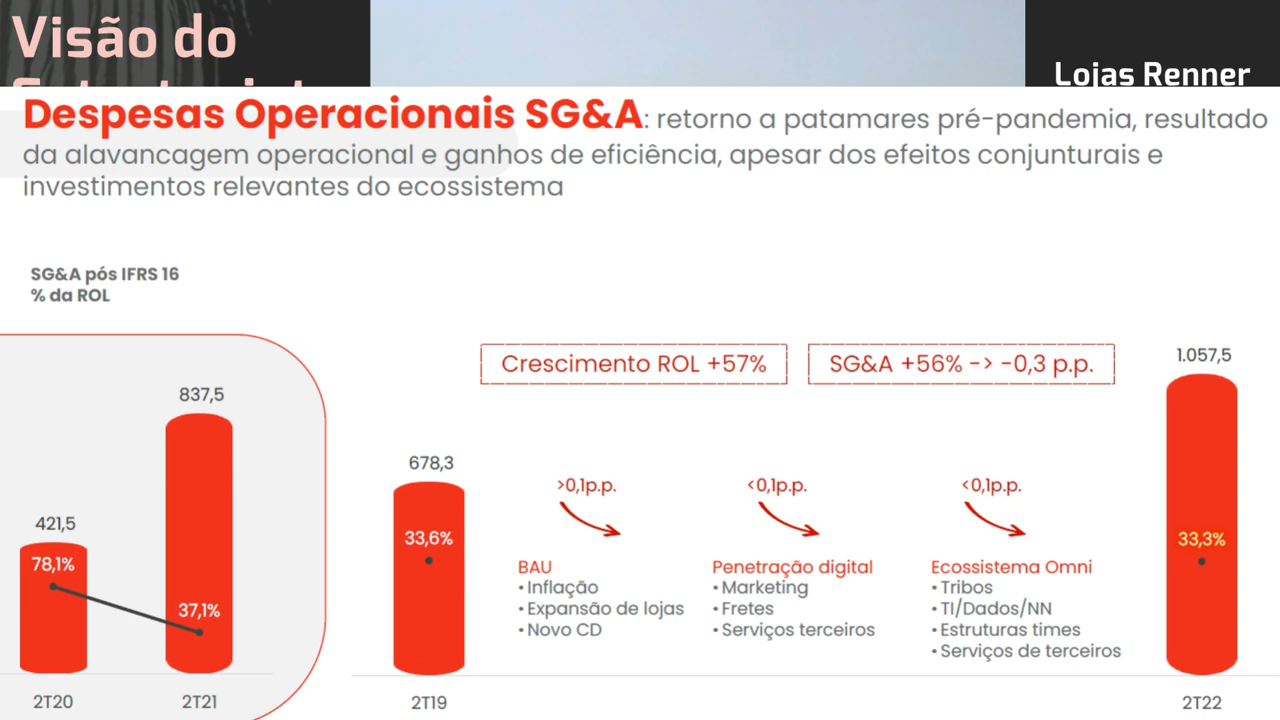 Visão do
Lojas Renner
Despesas Operacionais SG&A: retorno a patamares pré-pandemia, resultado
da alavancagem operacional e ganhos de eficiência, apesar dos efeitos conjunturais e
investimentos relevantes do ecossistema
SG&A pós IFRS 16
% da ROL
421,5
78,1%
2T20
837,5
37,1%
2T21
678,3
33,6%
2T19
Crescimento ROL +57%
SG&A +56% -> -0,3 p.p.
>0,1p.p.
BAU
• Inflação
• Expansão de lojas
• Novo CD
<0,1p.p.
Penetração digital
• Marketing
• Fretes
• Serviços terceiros
<0,1p.p.
Ecossistema Omni
• Tribos
• TI/Dados/NN
• Estruturas times
• Serviços de terceiros
1.057,5
33,3%
2T22